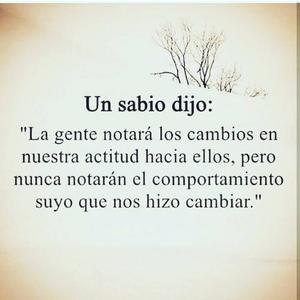 Un sabio dijo:
"La gente notará los cambios en
nuestra actitud hacia ellos, pero
nunca notarán el comportamiento
suyo que nos hizo cambiar."